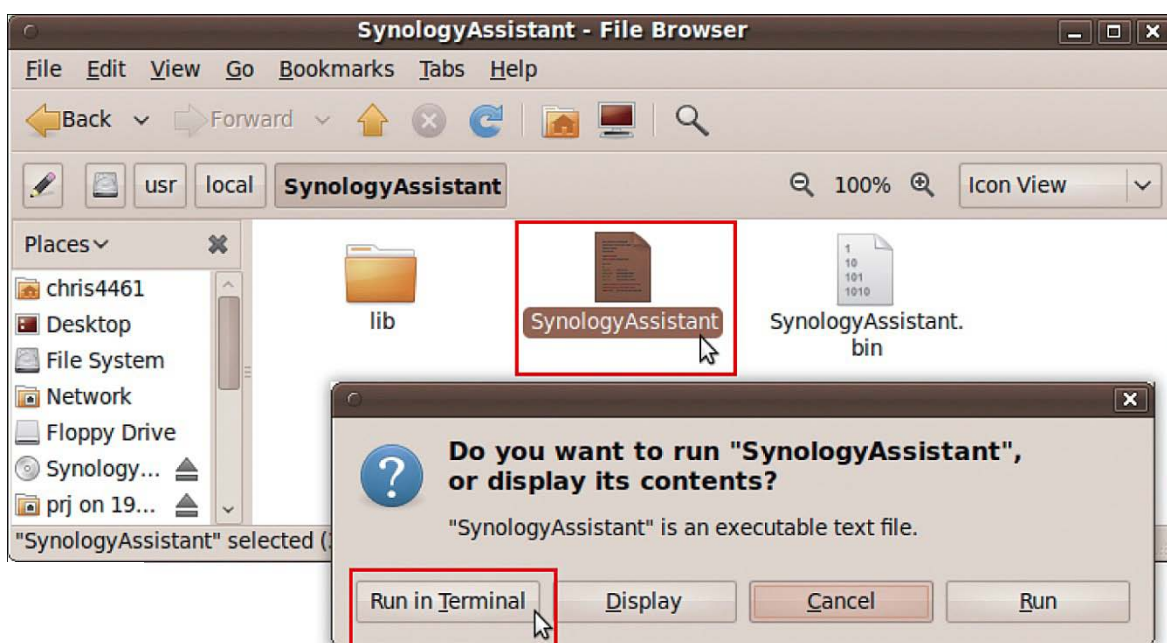 SynologyAssistant - File Browser
File Edit View Go Bookmarks Tabs Help
Back Forward
usr local SynologyAssistant 100% Icon View
Places
chris4461
Desktop
File System
Network
Floppy Drive
Synology...
prj on 19...
lib
SynologyAssistant
1
10
101
1010
SynologyAssistant.
bin
"SynologyAssistant" selected (
Do you want to run "SynologyAssistant",
or display its contents?
"SynologyAssistant" is an executable text file.
Run in Terminal Display Cancel Run